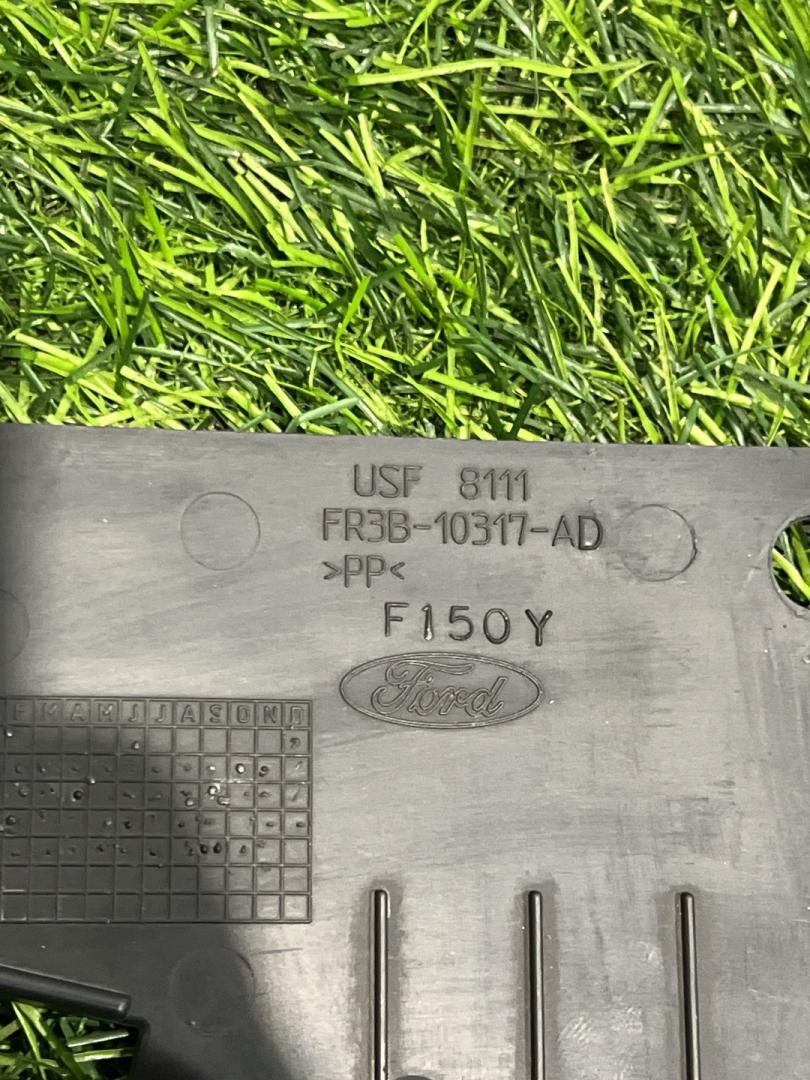 USF 8111
FR3B-10317-AD
>PP<
F150Y
Ford
F M A M J J A S O N D